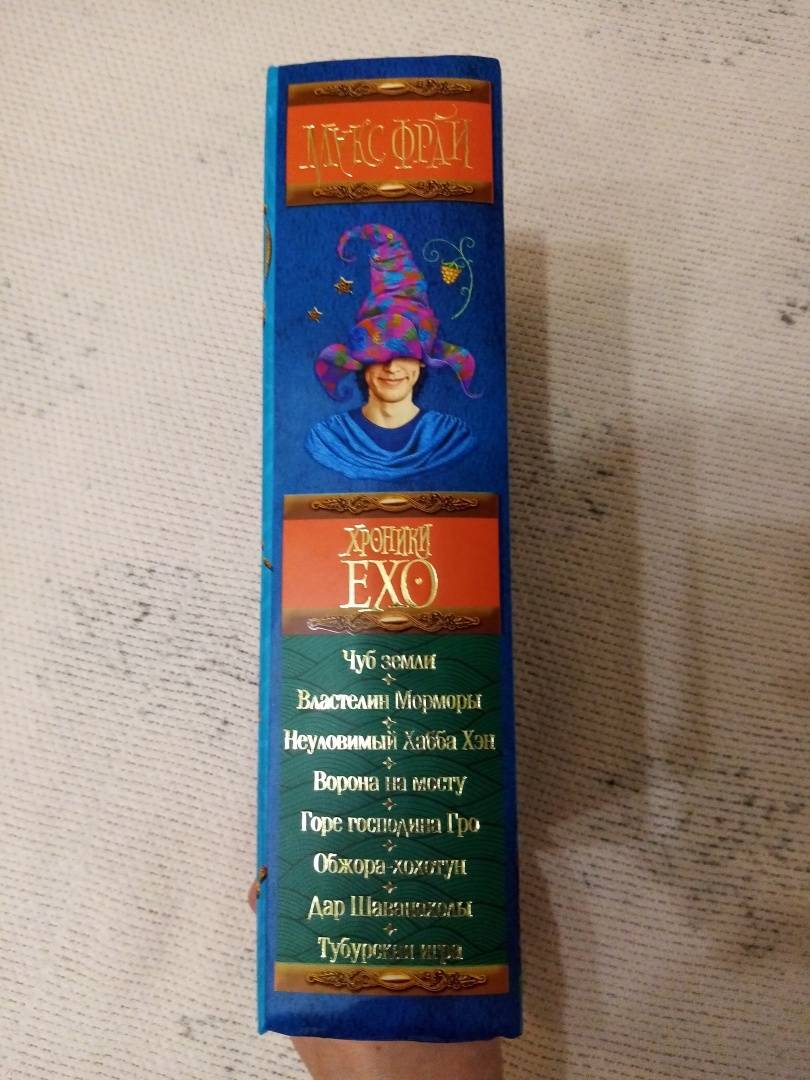 МАКС ФРАЙ
ХРОНИКИ
ЕХО
Чуб земли
Властелин Морморы
Неуловимый Хабба Хэн
Ворона на мосту
Горе господина Гро
Обжора-хохотун
Дар Шаванахолы
Тубурская игра